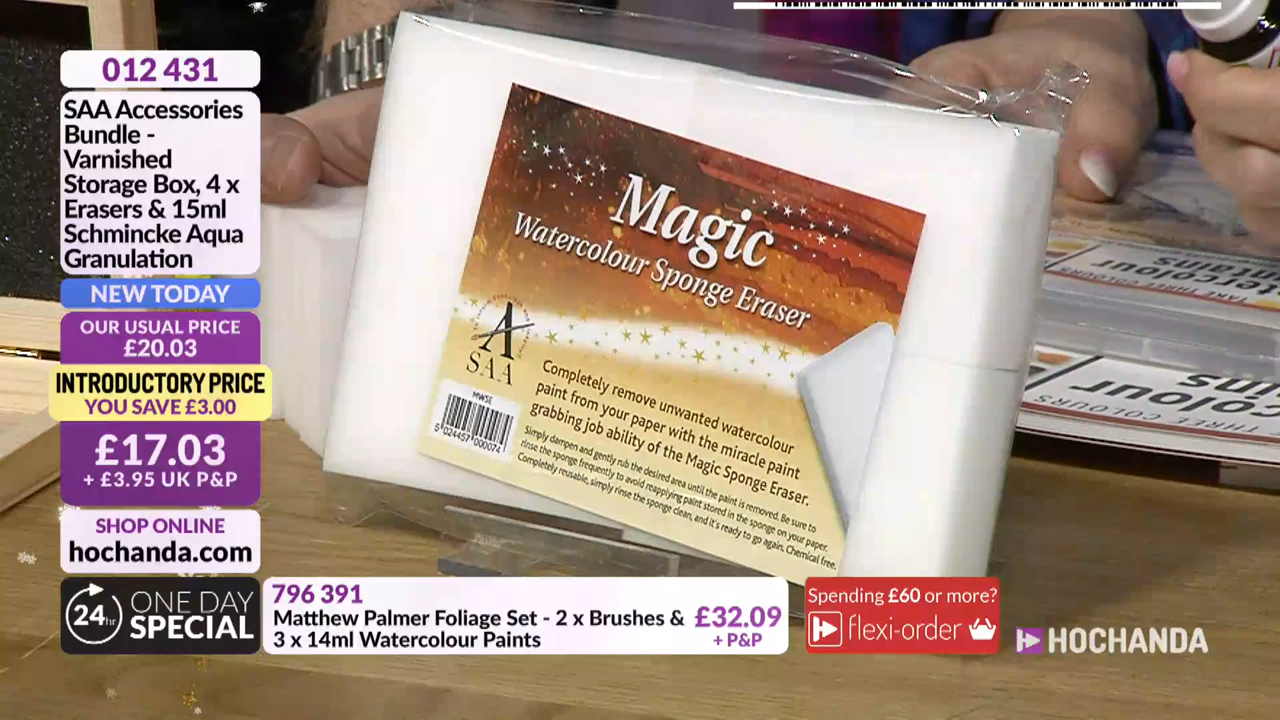 012 431
SAA Accessories
Bundle -
Varnished
Storage Box, 4 x
Erasers & 15ml
Schmincke Aqua
Granulation
NEW TODAY
OUR USUAL PRICE
£20.03
INTRODUCTORY PRICE
YOU SAVE £3.00
£17.03
+ £3.95 UK P&P
SHOP ONLINE
hochanda.com
24hr
ONE DAY
SPECIAL
796 391
Matthew Palmer Foliage Set - 2 x Brushes &
3 x 14ml Watercolour Paints
£32.09
+ P&P
Spending £60 or more?
flexi-order
HOCHANDA
Magic
Watercolour Sponge Eraser
A
SAA
MWSE
5 024457 000074
Completely remove unwanted watercolour
paint from your paper with the miracle paint
grabbing job ability of the Magic Sponge Eraser.
Simply dampen and gently rub the desired area until the paint is removed. Be sure to
rinse the sponge frequently to avoid reapplying paint stored in the sponge on your paper.
Completely reusable, simply rinse the sponge clean, and it's ready to go again. Chemical free.
THREE COLOURS